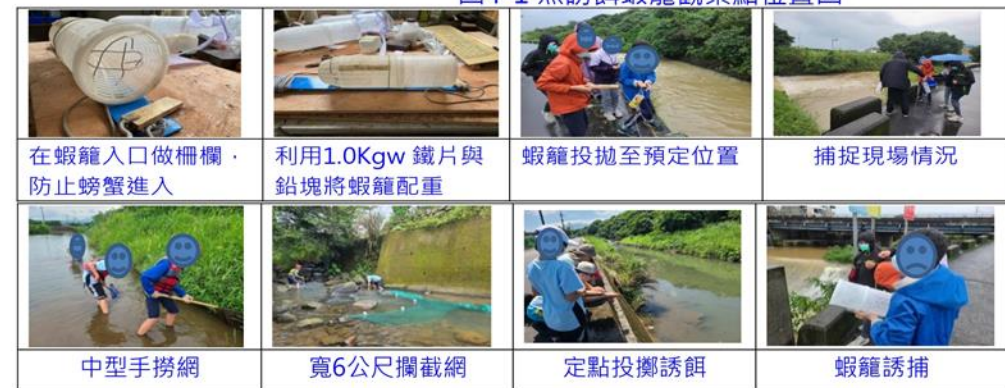 在蝦籠入口做柵欄，
防止螃蟹進入
利用1.0Kgw 鐵片與
鉛塊將蝦籠配重
蝦籠投拋至預定位置
捕捉現場情況
中型手撈網
寬6公尺攔截網
定點投擲誘餌
蝦籠誘捕